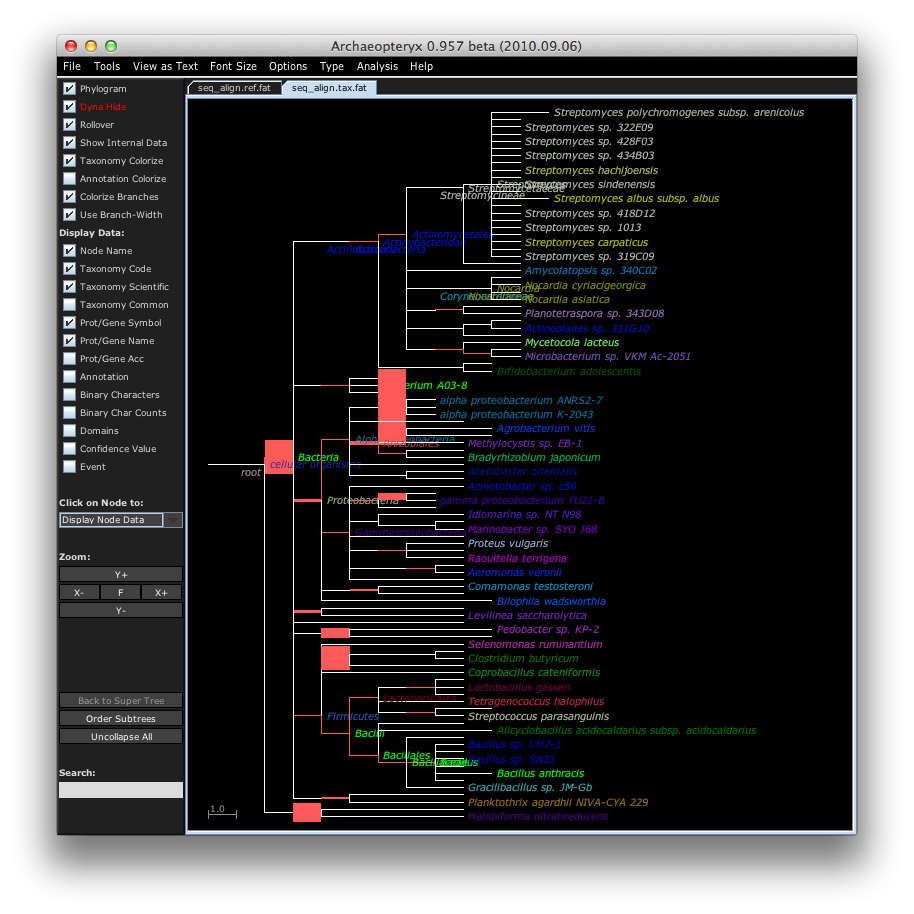 Archaeopteryx 0.957 beta (2010.09.06)
File Tools View as Text Font Size Options Type Analysis Help
seq_align.ref.fat seq_align.tax.fat
Phylogram
Dyna Hide
Rollover
Show Internal Data
Taxonomy Colorize
Annotation Colorize
Colorize Branches
Use Branch-Width
Display Data:
Node Name
Taxonomy Code
Taxonomy Scientific
Taxonomy Common
Prot/Gene Symbol
Prot/Gene Name
Prot/Gene Acc
Annotation
Binary Characters
Binary Char Counts
Domains
Confidence Value
Event
Click on Node to:
Display Node Data
Zoom:
Y+
X- F X+
Y-
Back to Super Tree
Order Subtrees
Uncollapse All
Search:
Streptomyces polychromogenes subsp. arenicolus
Streptomyces sp. 322E09
Streptomyces sp. 428F03
Streptomyces sp. 434B03
Streptomyces hachijoensis
Streptomyces sindenensis
Streptomycetaceae
Streptomycineae
Streptomyces albus subsp. albus
Streptomyces sp. 418D12
Streptomyces sp. 1013
Actinomycetales
Actinobacteridae
Streptomyces carpaticus
Actinobacteria
Streptomyces sp. 319C09
Amycolatopsis sp. 340C02
Nocardia cyriacigeorgica
Nocardia
Nocardia asiatica
Planotetraspora sp. 343D08
Actinoplanes sp. 331G10
Mycetocola lacteus
Microbacterium sp. VKM Ac-2051
Bifidobacterium adolescentis
erium A03-8
alpha proteobacterium ANRS2-7
alpha proteobacterium K-2043
Agrobacterium vitis
Alphaproteobacteria
Rhizobiales
Methylocystis sp. EB-1
Bacteria
Bradyrhizobium japonicum
cellular organisms
root
Acetobacter orientalis
Acinetobacter sp. c56
Proteobacteria
gamma proteobacterium YU21-B
Idiomarina sp. NT N98
Gammaproteobacteria
Marinobacter sp. SYO J68
Proteus vulgaris
Raoultella terrigena
Aeromonas veronii
Comamonas testosteroni
Bilophila wadsworthia
Levilinea saccharolytica
Pedobacter sp. KP-2
Selenomonas ruminantium
Clostridium butyricum
Coprobacillus cateniformis
Lactobacillus gasseri
Lactobacillales
Tetragenococcus halophilus
Firmicutes
Streptococcus parasanguinis
Bacilli
Alicyclobacillus acidocaldarius subsp. acidocaldarius
Bacillus sp. CH7-1
Bacillales
Bacillus sp. SN23
Bacillus anthracis
Gracilibacillus sp. JM-Gb
Planktothrix agardhii NIVA-CYA 229
1.0
Halobiforma nitratireducens